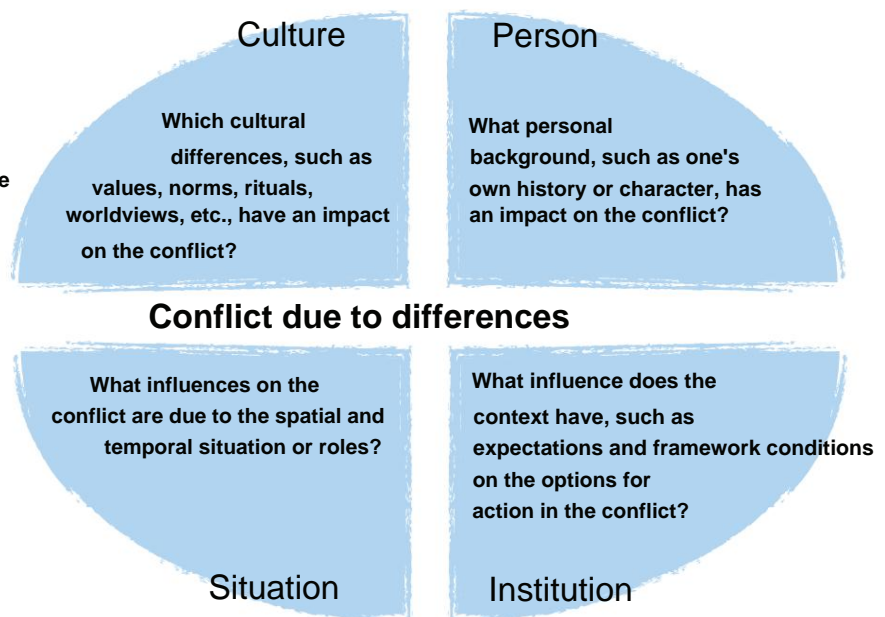 Culture
Which cultural
differences, such as
values, norms, rituals,
worldviews, etc., have an impact
on the conflict?
Person
What personal
background, such as one's
own history or character, has
an impact on the conflict?
e
Conflict due to differences
What influences on the
conflict are due to the spatial and
temporal situation or roles?
Situation
What influence does the
context have, such as
expectations and framework conditions
on the options for
action in the conflict?
Institution